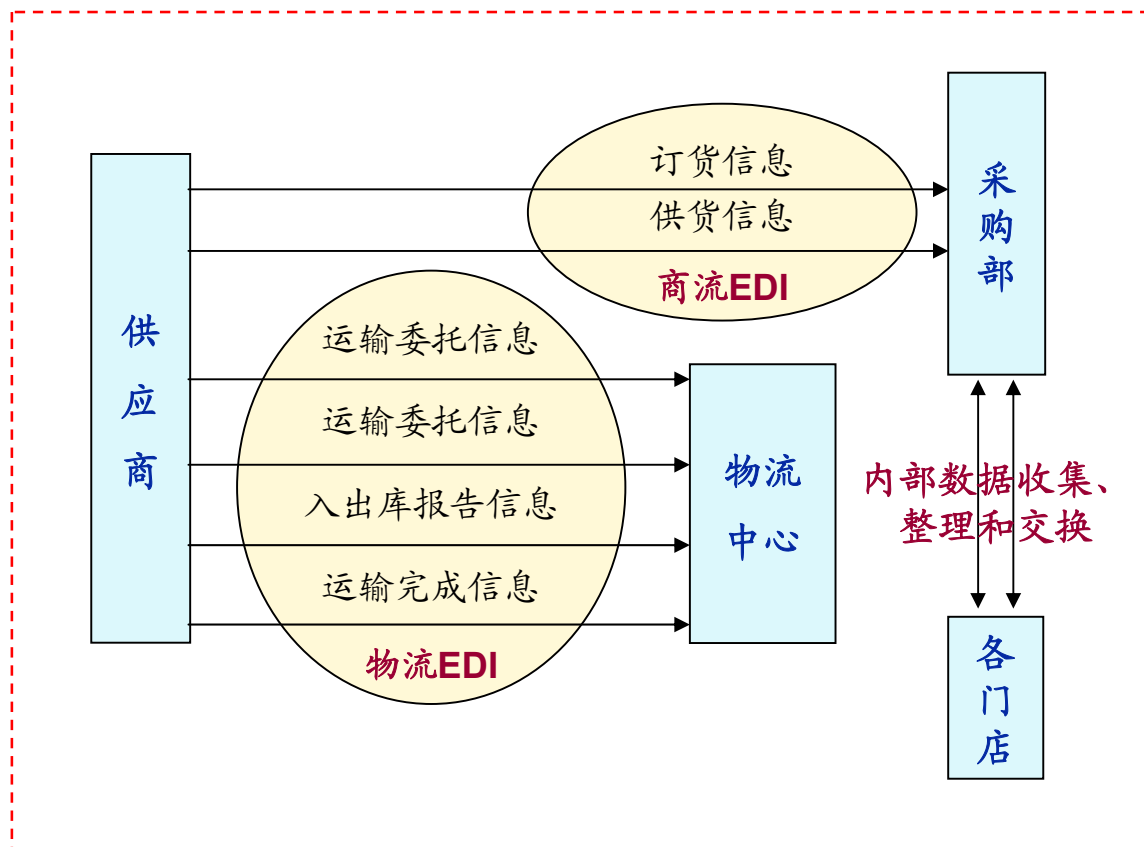 订货信息
供货信息
商流EDI
采购部
供应商
运输委托信息
运输委托信息
入出库报告信息
运输完成信息
物流EDI
物流
中心
内部数据收集、
整理和交换
各门店